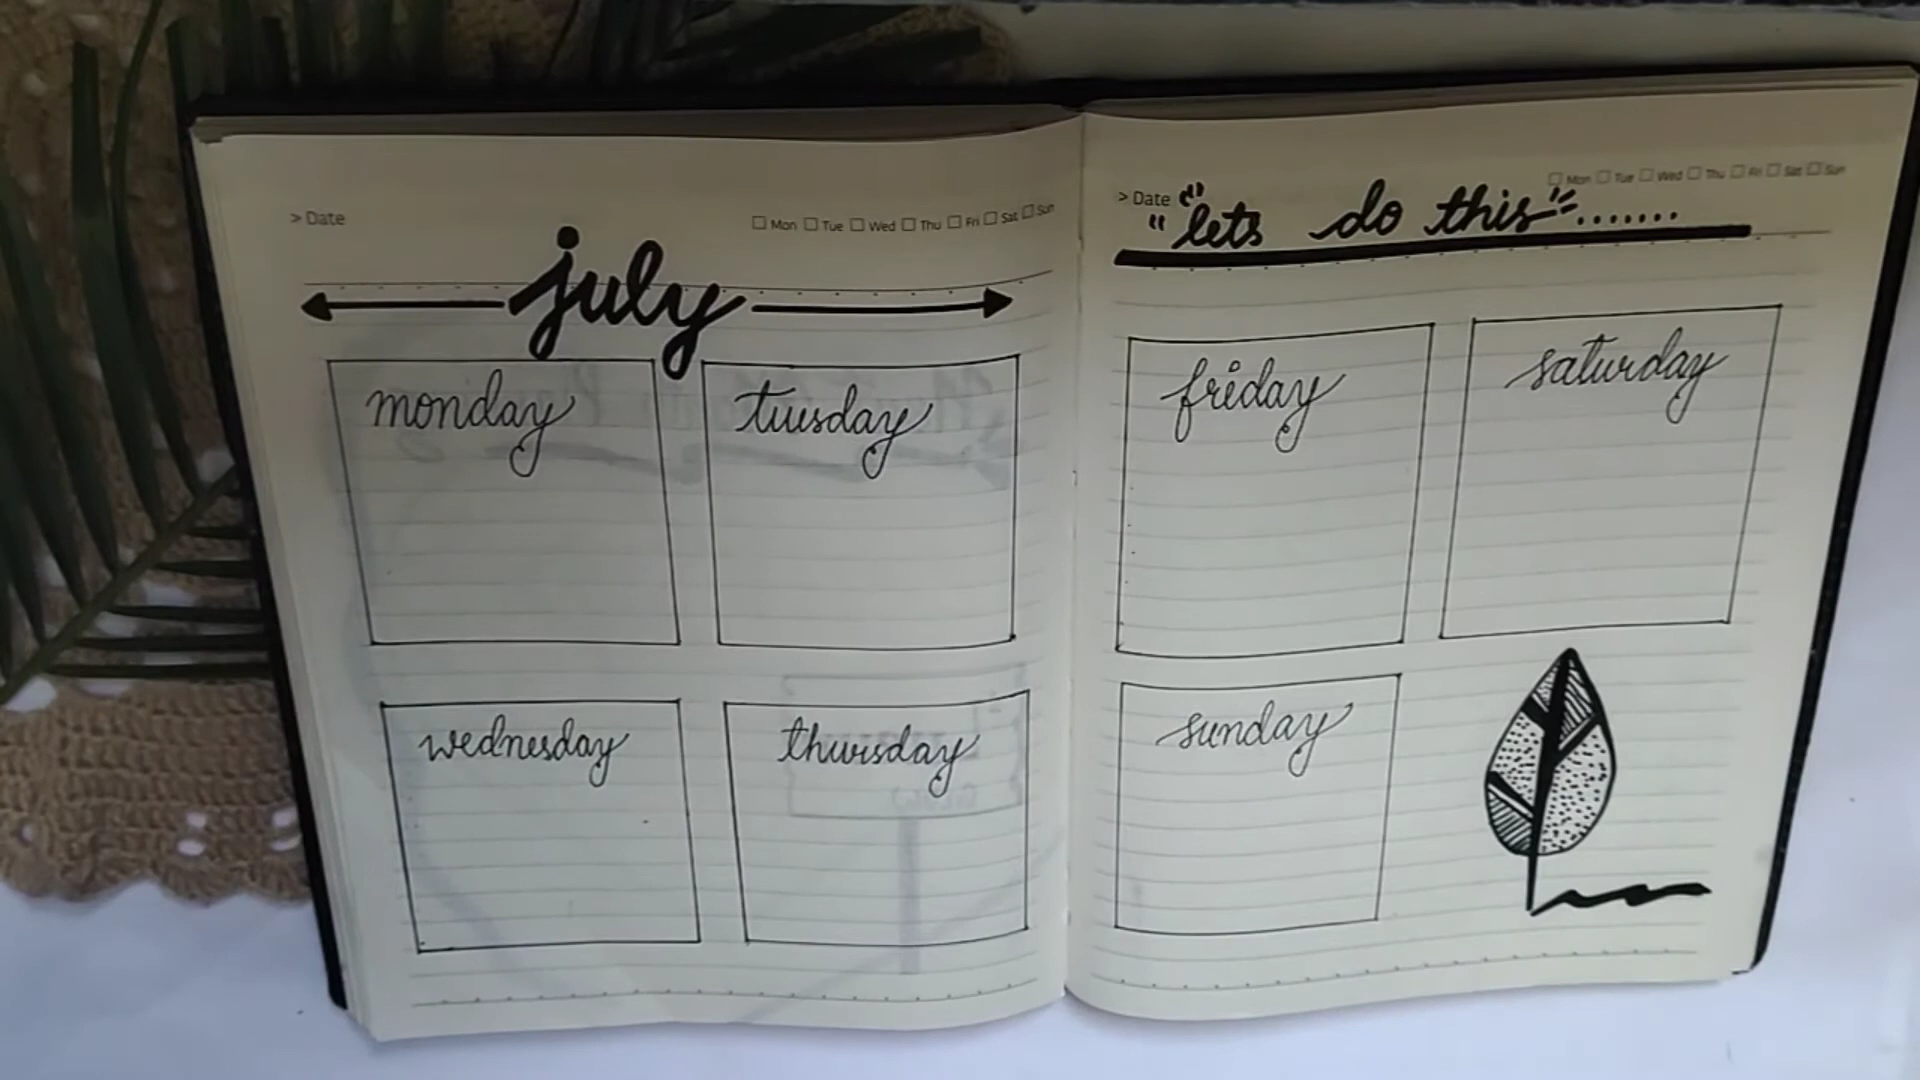 > Date
☐ Mon ☐ Tue ☐ Wed ☐ Thu ☐ Fri ☐ Sat ☐ Sun
july
monday
tuesday
wednesday
thursday
> Date
☐ Mon ☐ Tue ☐ Wed ☐ Thu ☐ Fri ☐ Sat ☐ Sun
"lets do this".......
friday
saturday
sunday